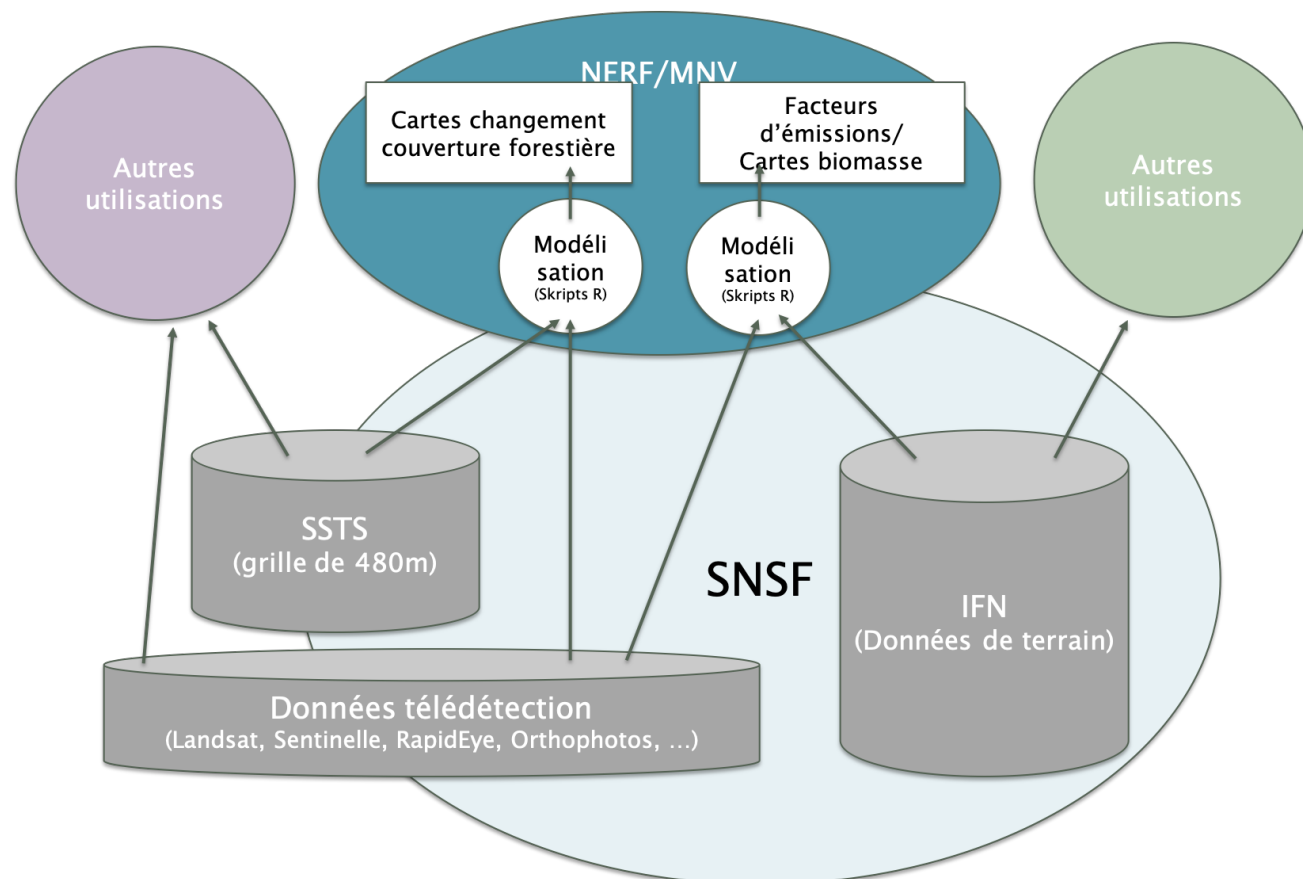 NFRF/MNV
Cartes changement
couverture forestière
Facteurs
d'émissions/
Cartes biomasse
Autres
utilisations
Autres
utilisations
Modéli
sation
(Skripts R)
Modéli
sation
(Skripts R)
SSTS
(grille de 480m)
SNSF
IFN
(Données de terrain)
Données télédétection
(Landsat, Sentinelle, RapidEye, Orthophotos, ...)